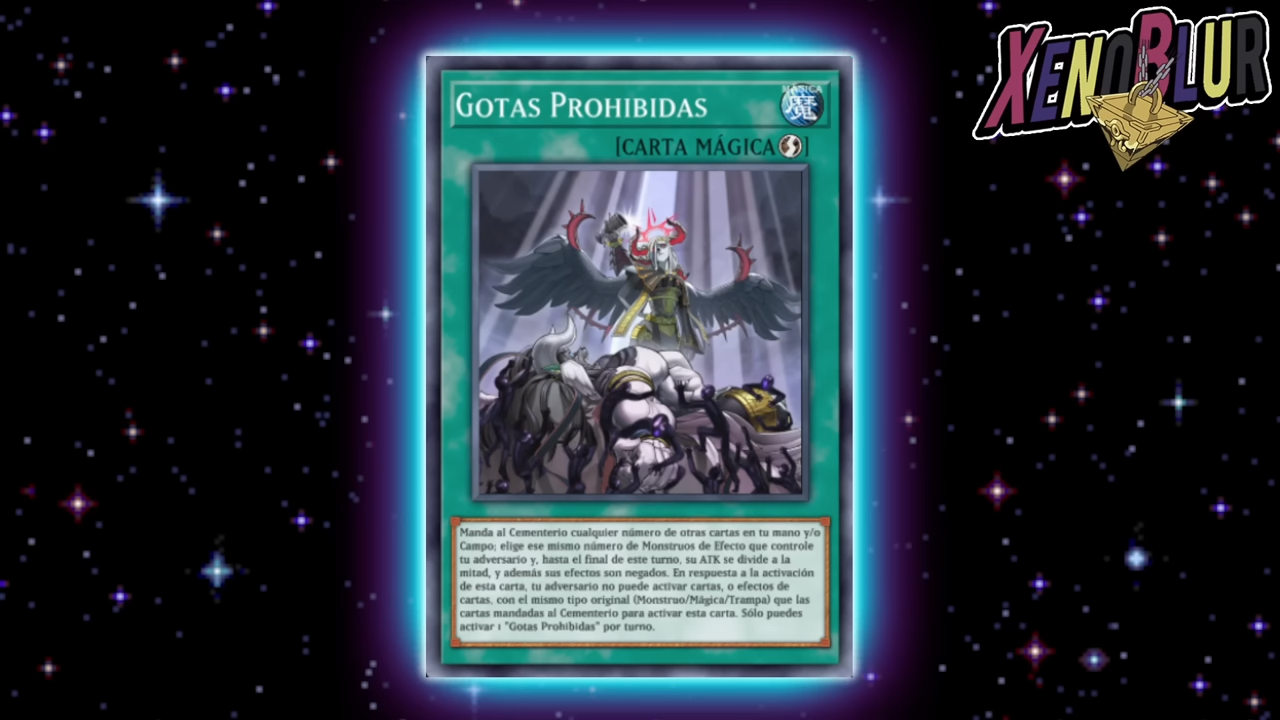 XENOBLUR
GOTAS PROHIBIDAS
MÁGICA
魔
[CARTA MÁGICA]
Manda al Cementerio cualquier número de otras cartas en tu mano y/o
Campo; elige ese mismo número de Monstruos de Efecto que controle
tu adversario y, hasta el final de este turno, su ATK se divide a la
mitad, y además sus efectos son negados. En respuesta a la activación
de esta carta, tu adversario no puede activar cartas, o efectos de
cartas, con el mismo tipo original (Monstruo/Mágica/Trampa) que las
cartas mandadas al Cementerio para activar esta carta. Sólo puedes
activar 1 "Gotas Prohibidas" por turno.